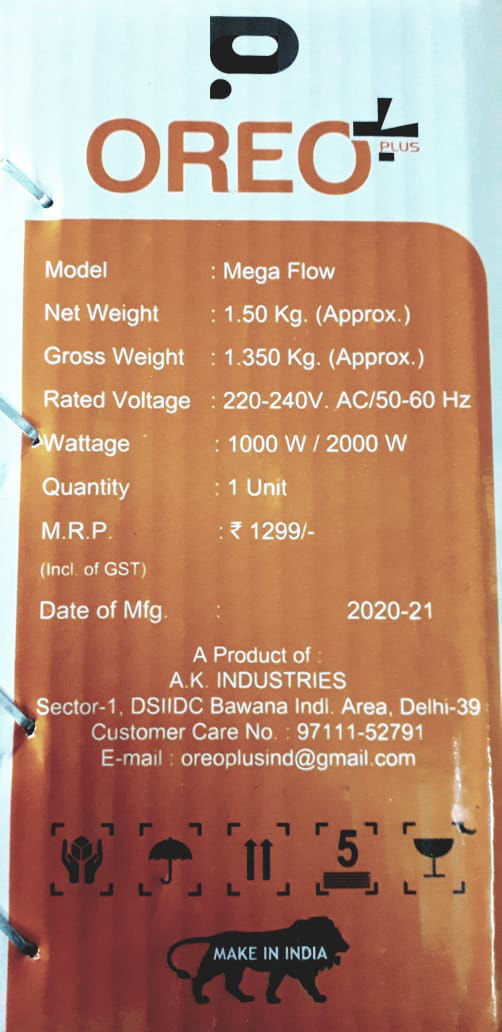 OREO
PLUS
Model : Mega Flow
Net Weight : 1.50 Kg. (Approx.)
Gross Weight : 1.350 Kg. (Approx.)
Rated Voltage : 220-240V. AC/50-60 Hz
Wattage : 1000 W / 2000 W
Quantity : 1 Unit
M.R.P. : ₹ 1299/-
(Incl. of GST)
Date of Mfg. : 2020-21
A Product of :
A.K. INDUSTRIES
Sector-1, DSIIDC Bawana Indl. Area, Delhi-39
Customer Care No. : 97111-52791
E-mail : oreoplusind@gmail.com
5
MAKE IN INDIA